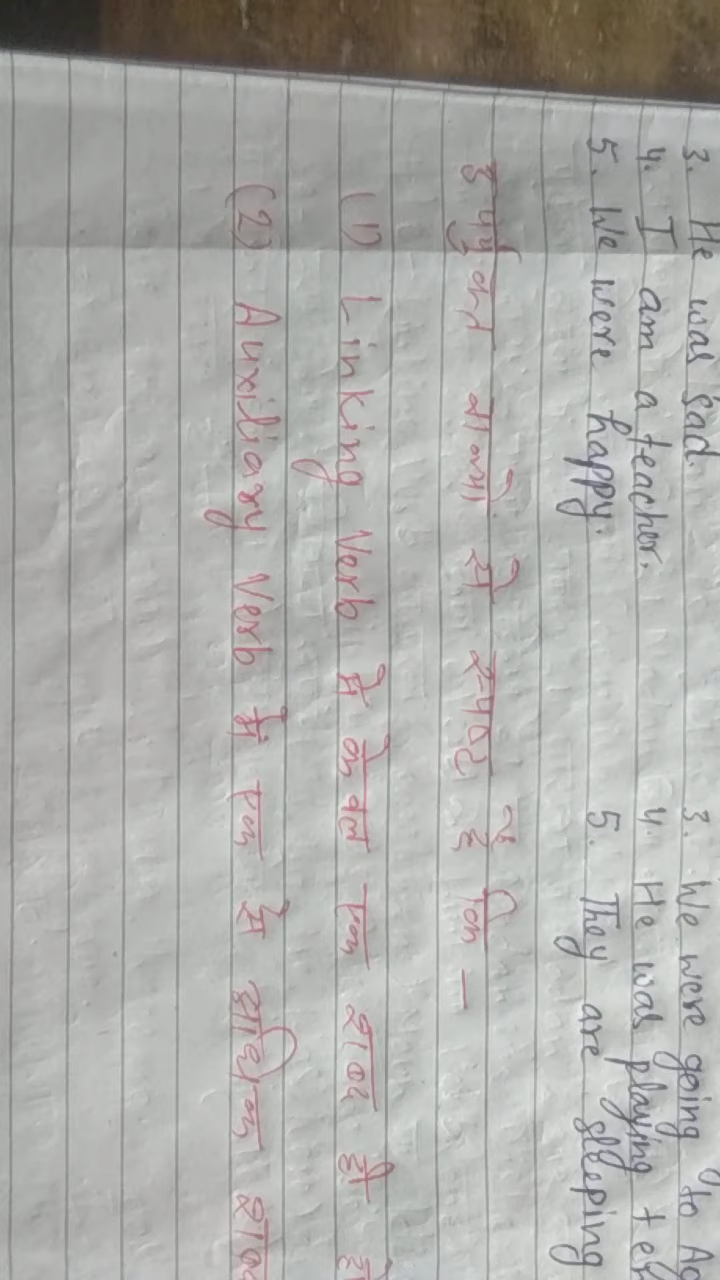 3. He was sad. 3. We were going to
4. I am a teacher. 4. He was playing
5. We were happy. 5. They are sleeping
उपर्युक्त वाक्यों से स्पष्ट है कि –
(1) Linking Verb में केवल एक शब्द ही
(2) Auxiliary Verb में एक से अधिक